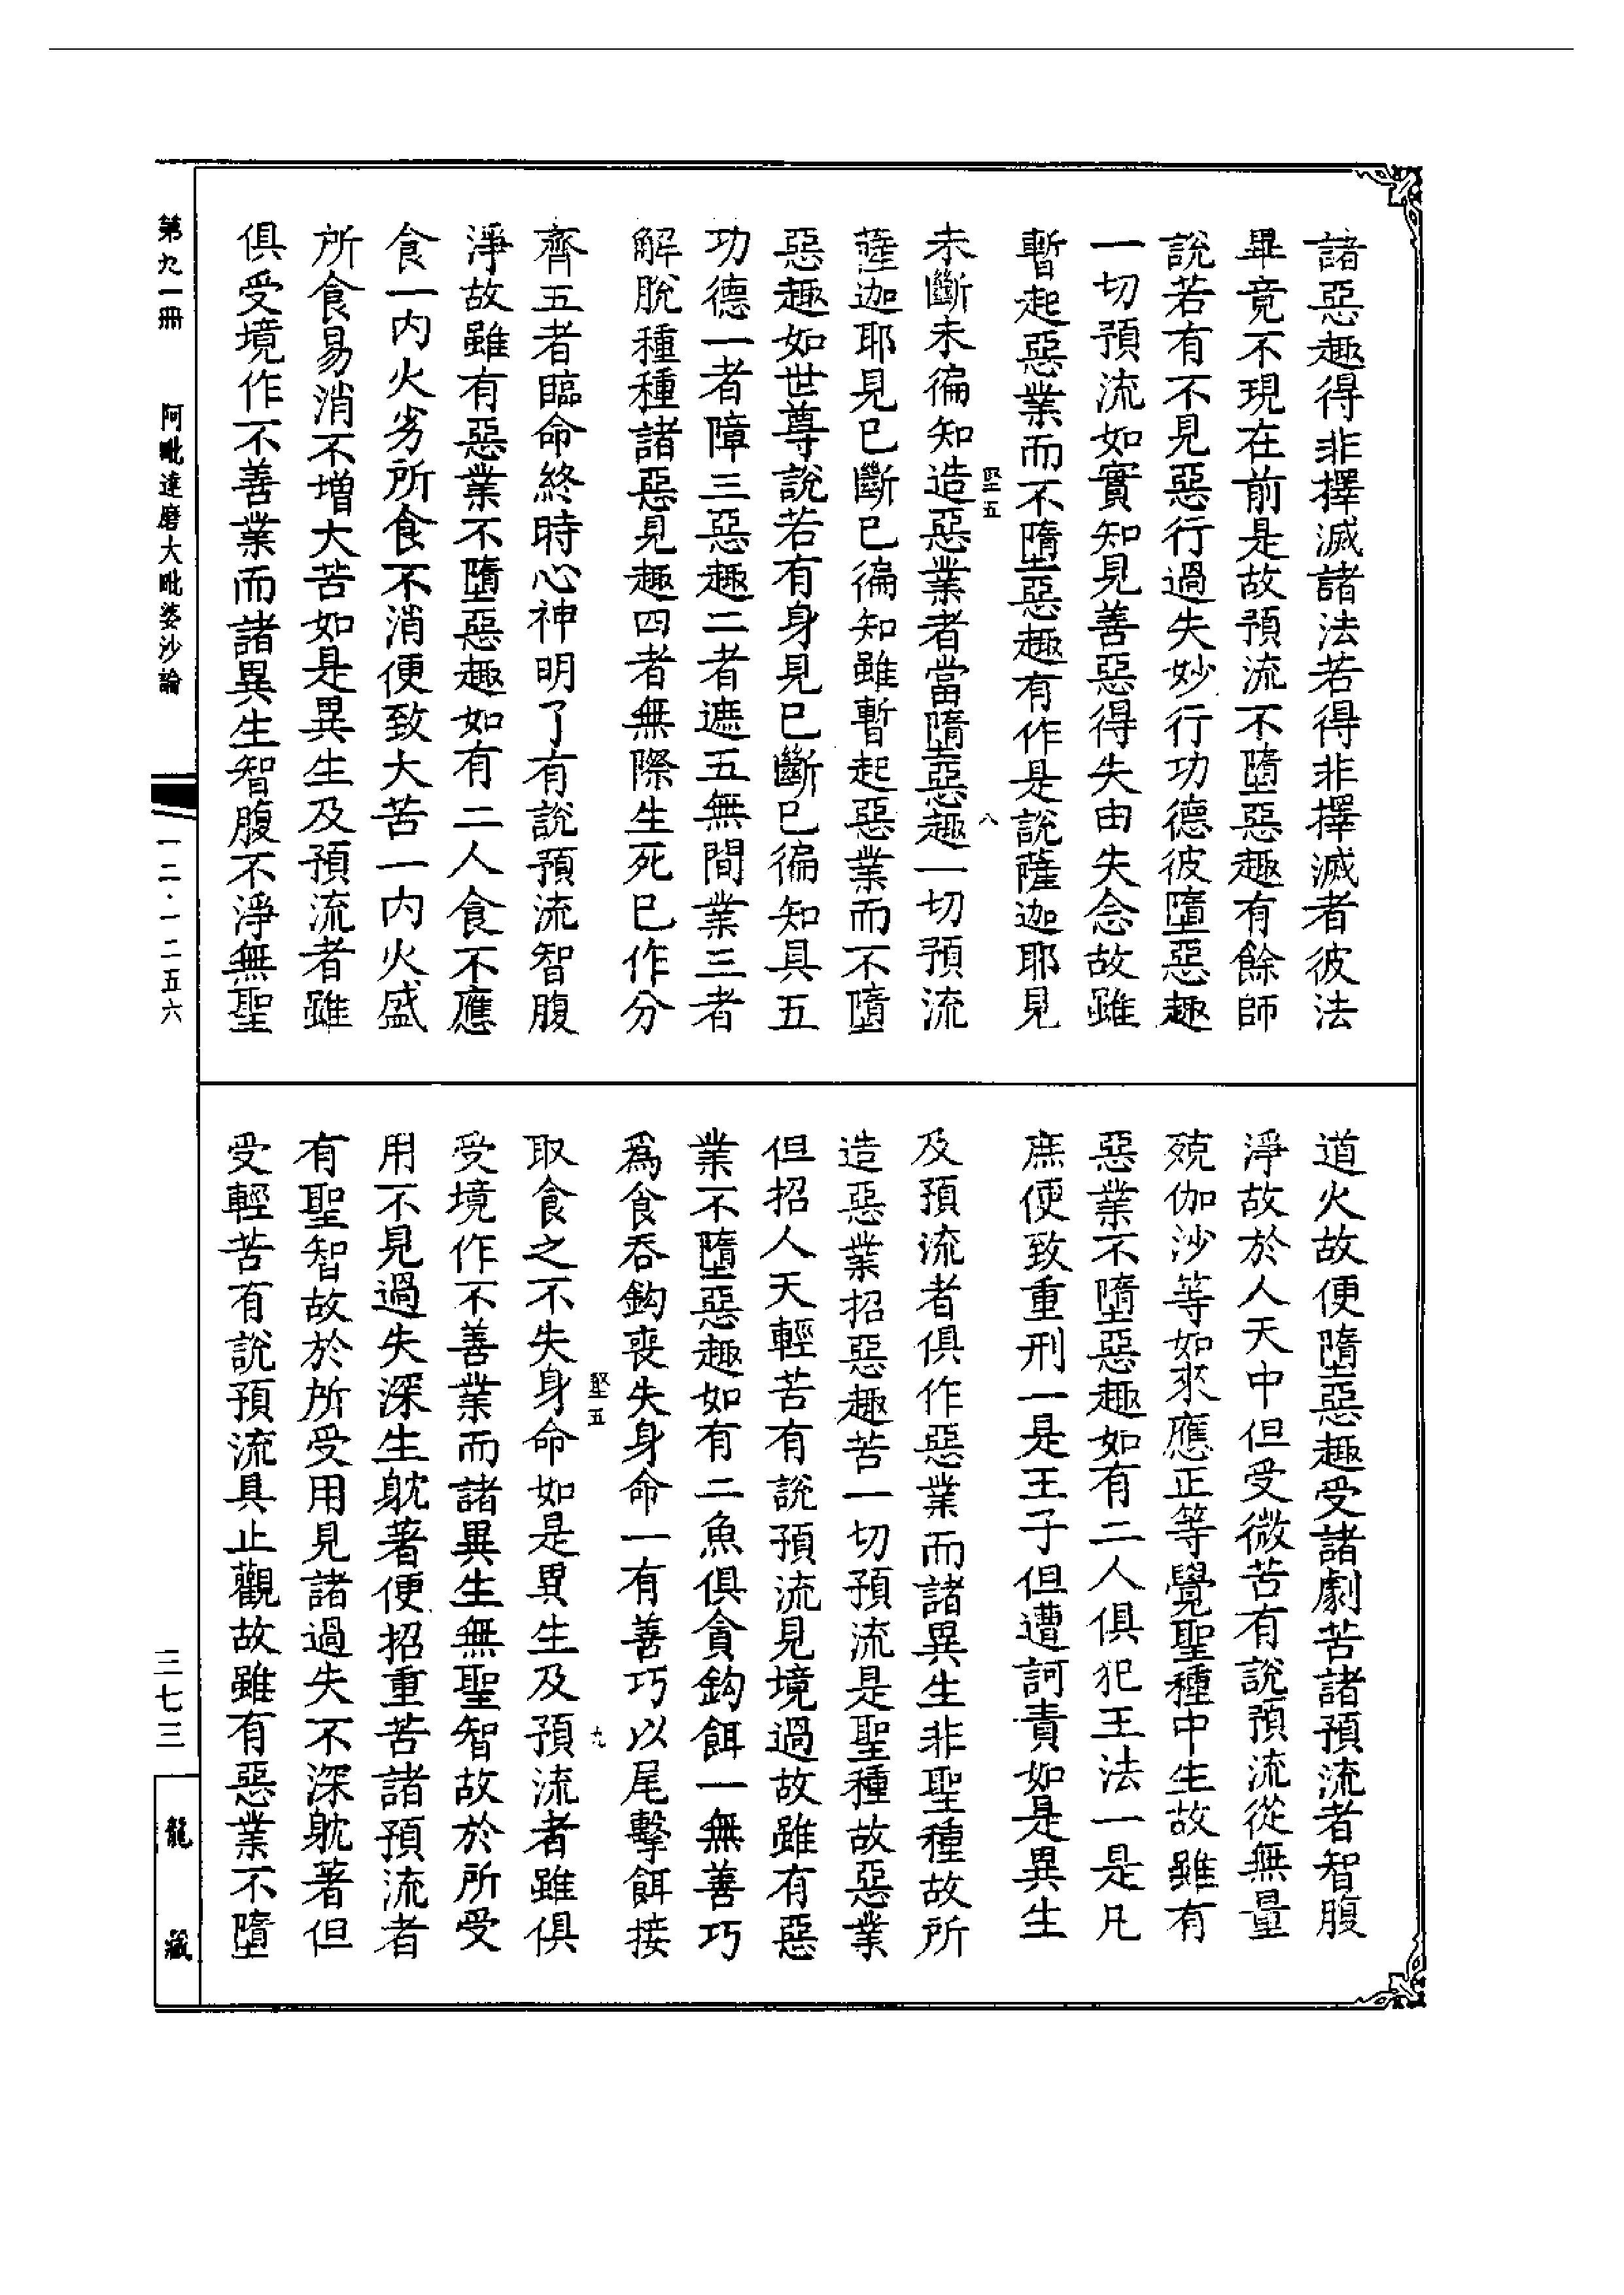 諸惡趣得非擇滅諸法若得非擇滅者彼法
畢竟不現在前是故預流不墮惡趣有餘師
說若有不見惡行過失妙行功德彼墮惡趣
一切預流如實知見善惡得失由失念故雖
暫起惡業而不墮惡趣有作是說薩迦耶見
堅五 八
未斷未徧知造惡業者當墮惡趣一切預流
薩迦耶見已斷已徧知雖暫起惡業而不墮
惡趣如世尊說若有身見已斷已徧知具五
功德一者障三惡趣二者遮五無間業三者
解脫種種諸惡見趣四者無際生死已作分
齊五者臨命終時心神明了有說預流智腹
淨故雖有惡業不墮惡趣如有二人食不應
食一內火劣所食不消便致大苦一內火盛
所食易消不增大苦如是異生及預流者雖
俱受境作不善業而諸異生智腹不淨無聖
道火故便墮惡趣受諸劇苦諸預流者智腹
淨故於人天中但受微苦有說預流從無量
殑伽沙等如來應正等覺聖種中生故雖有
惡業不墮惡趣如有二人俱犯王法一是凡
庶便致重刑一是王子但遭訶責如是異生
及預流者俱作惡業而諸異生非聖種故所
造惡業招惡趣苦一切預流是聖種故惡業
但招人天輕苦有說預流見境過故雖有惡
業不墮惡趣如有二魚俱貪鈎餌一無善巧
爲食吞鈎喪失身命一有善巧以尾擊餌接
堅五 九
取食之不失身命如是異生及預流者雖俱
受境作不善業而諸異生無聖智故於所受
用不見過失深生躭著便招重苦諸預流者
有聖智故於所受用見諸過失不深躭著但
受輕苦有說預流具止觀故雖有惡業不墮
第九一冊 阿毗達磨大毗婆沙論 一二·一二五六
三七三
龍藏